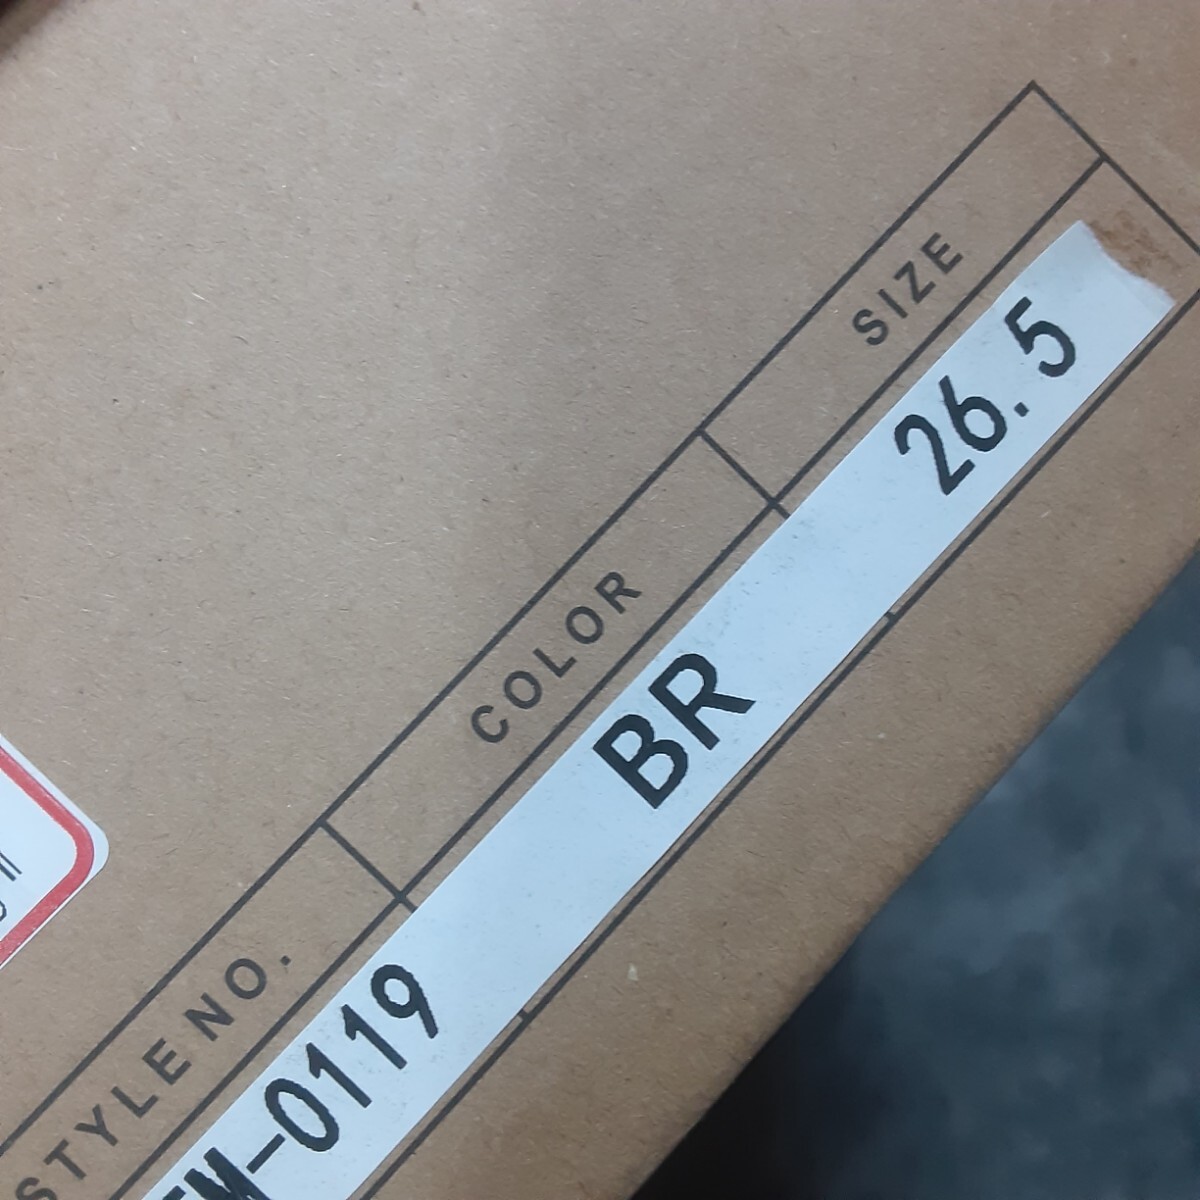 STYLE NO. COLOR SIZE
M-0119 BR 26.5